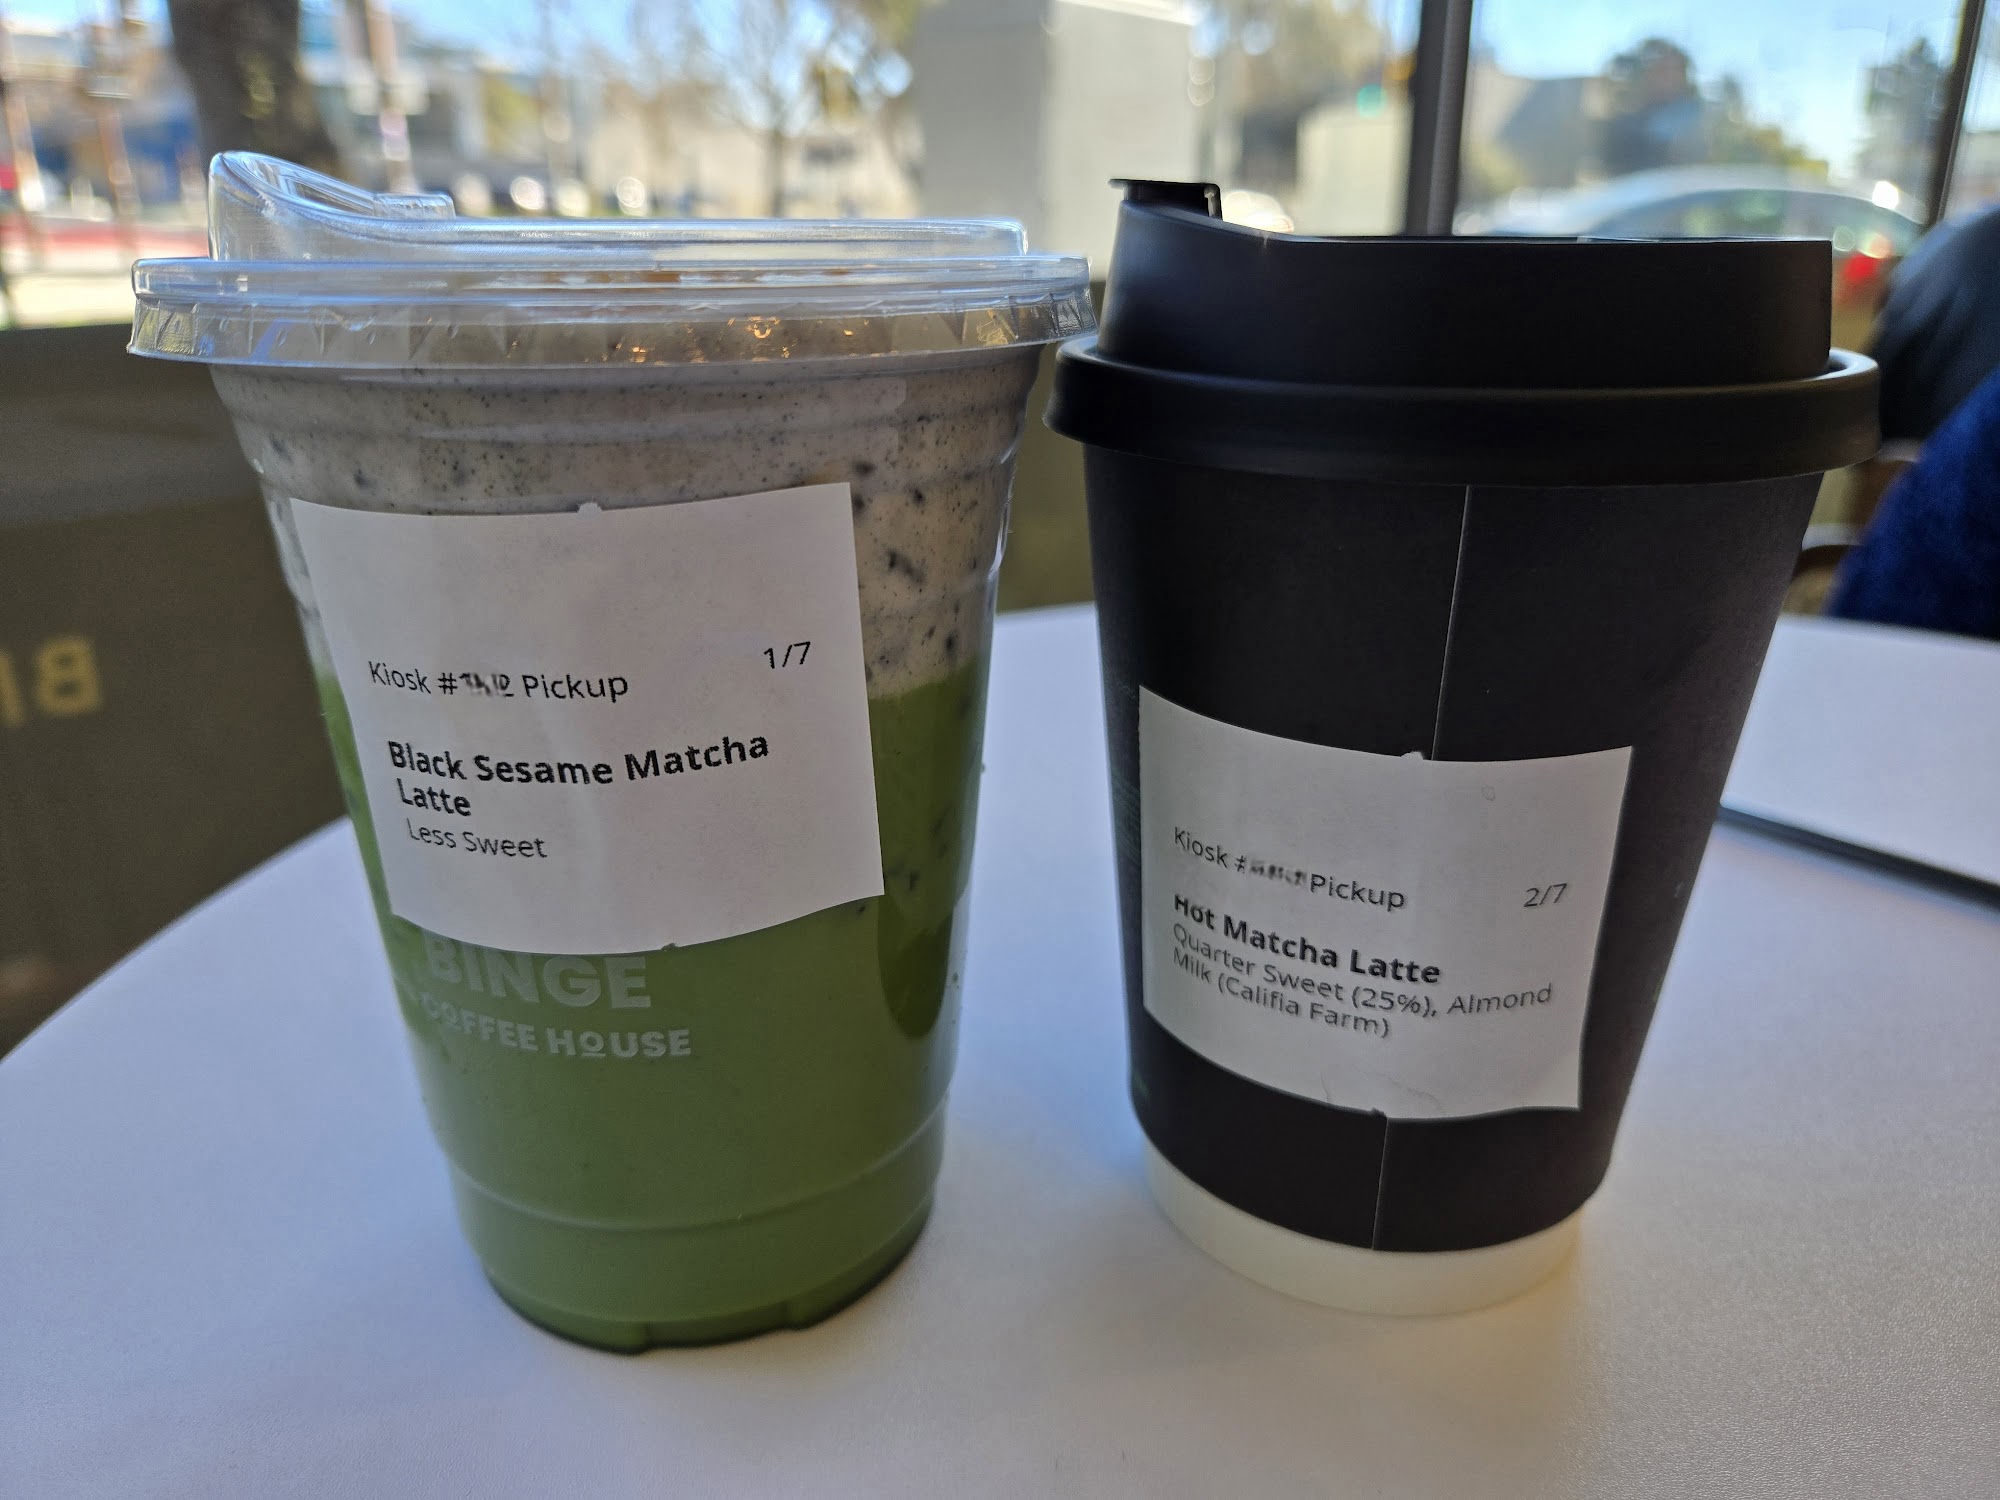 1/7
Kiosk # Pickup
Black Sesame Matcha
Latte
Less Sweet
BINGE
COFFEE HOUSE
Kiosk # Pickup
2/7
Hot Matcha Latte
Quarter Sweet (25%), Almond
Milk (Califia Farm)